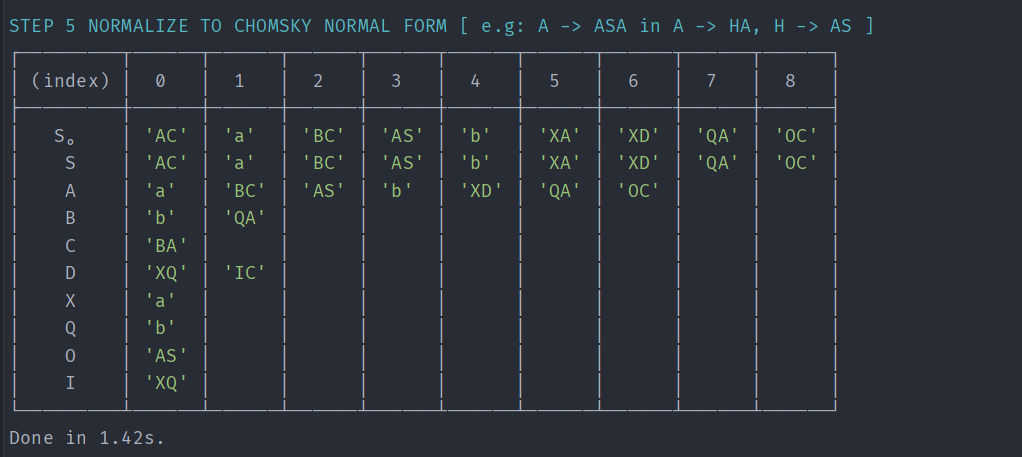 STEP 5 NORMALIZE TO CHOMSKY NORMAL FORM [ e.g: A -> ASA in A -> HA, H -> AS ]
(index) 0 1 2 3 4 5 6 7 8
S₀ 'AC' 'a' 'BC' 'AS' 'b' 'XA' 'XD' 'QA' 'OC'
S 'AC' 'a' 'BC' 'AS' 'b' 'XA' 'XD' 'QA' 'OC'
A 'a' 'BC' 'AS' 'b' 'XD' 'QA' 'OC'
B 'b' 'QA'
C 'BA'
D 'XQ' 'IC'
X 'a'
Q 'b'
O 'AS'
I 'XQ'
Done in 1.42s.